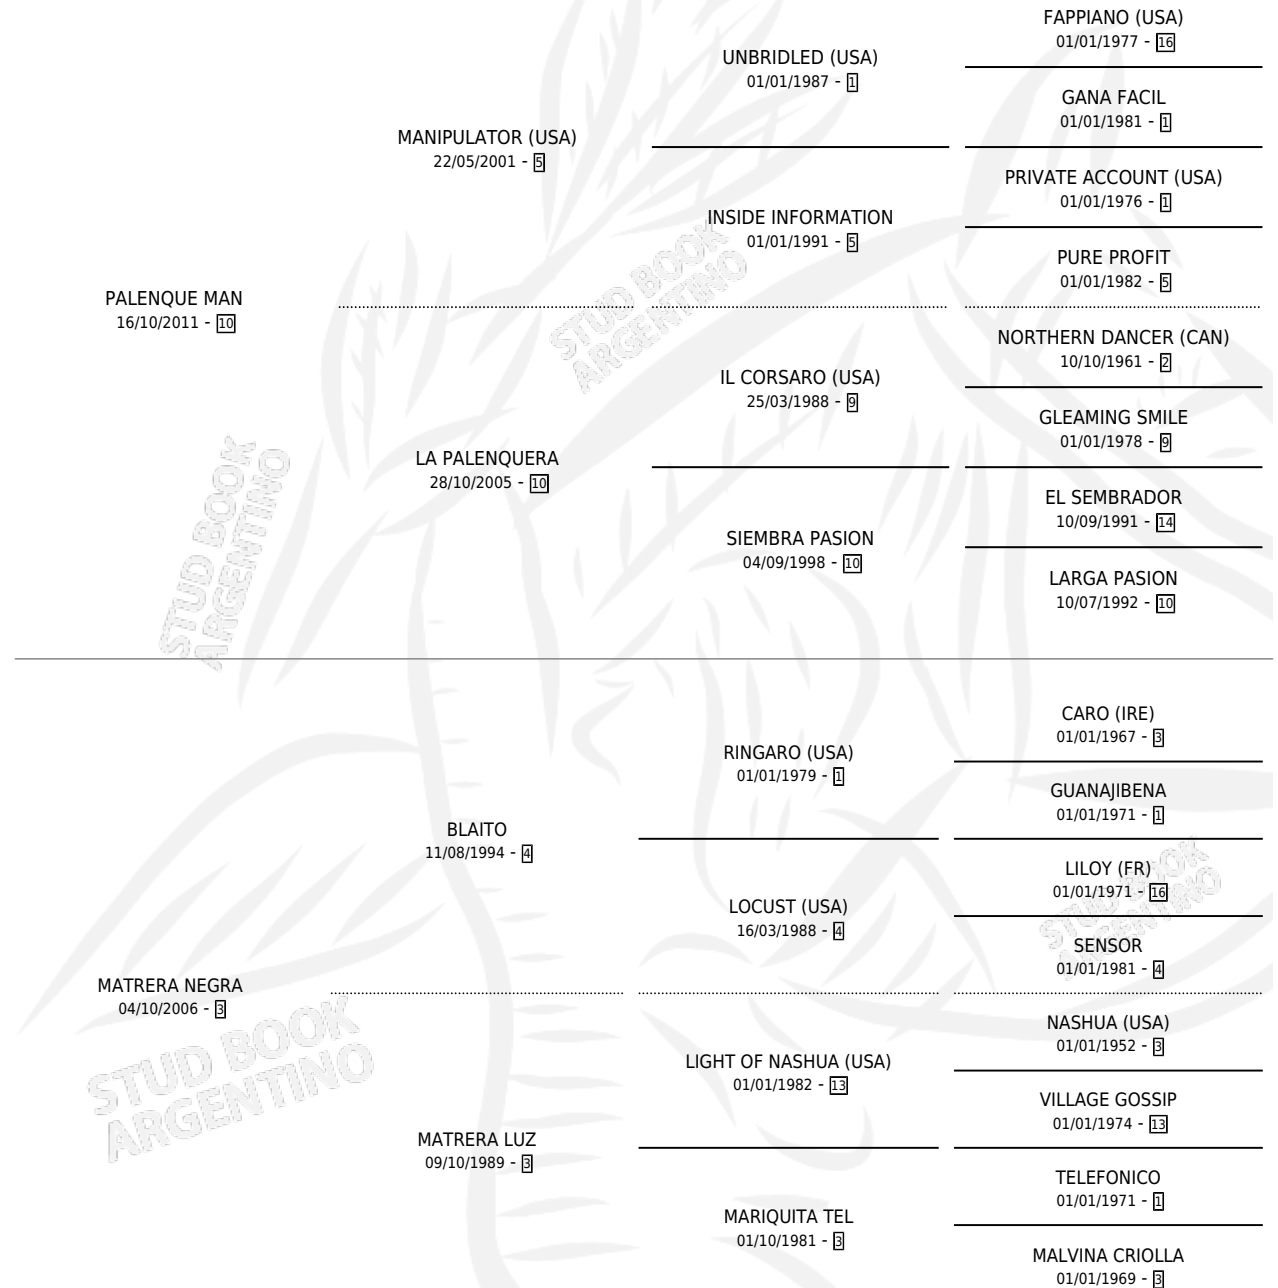 FAPPIANO (USA)
01/01/1977 - 16
UNBRIDLED (USA)
01/01/1987 - 1
GANA FACIL
01/01/1981 - 1
MANIPULATOR (USA)
22/05/2001 - 5
PRIVATE ACCOUNT (USA)
01/01/1976 - 1
INSIDE INFORMATION
01/01/1991 - 5
PURE PROFIT
01/01/1982 - 5
PALENQUE MAN
16/10/2011 - 10
NORTHERN DANCER (CAN)
10/10/1961 - 2
IL CORSARO (USA)
25/03/1988 - 9
GLEAMING SMILE
01/01/1978 - 9
LA PALENQUERA
28/10/2005 - 10
EL SEMBRADOR
10/09/1991 - 14
SIEMBRA PASION
04/09/1998 - 10
LARGA PASION
10/07/1992 - 10
CARO (IRE)
01/01/1967 - 3
RINGARO (USA)
01/01/1979 - 1
GUANAJIBENA
01/01/1971 - 1
BLAITO
11/08/1994 - 4
LILOY (FR)
01/01/1971 - 16
LOCUST (USA)
16/03/1988 - 4
SENSOR
01/01/1981 - 4
MATRERA NEGRA
04/10/2006 - 3
NASHUA (USA)
01/01/1952 - 3
LIGHT OF NASHUA (USA)
01/01/1982 - 13
VILLAGE GOSSIP
01/01/1974 - 13
MATRERA LUZ
09/10/1989 - 3
TELEFONICO
01/01/1971 - 1
MARIQUITA TEL
01/10/1981 - 3
MALVINA CRIOLLA
01/01/1969 - 3
STUD BOOK
ARGENTINO
STUD BOOK
ARGENTINO
STUD BOOK
ARGENTINO
STUD BOOK
ARGENTINO